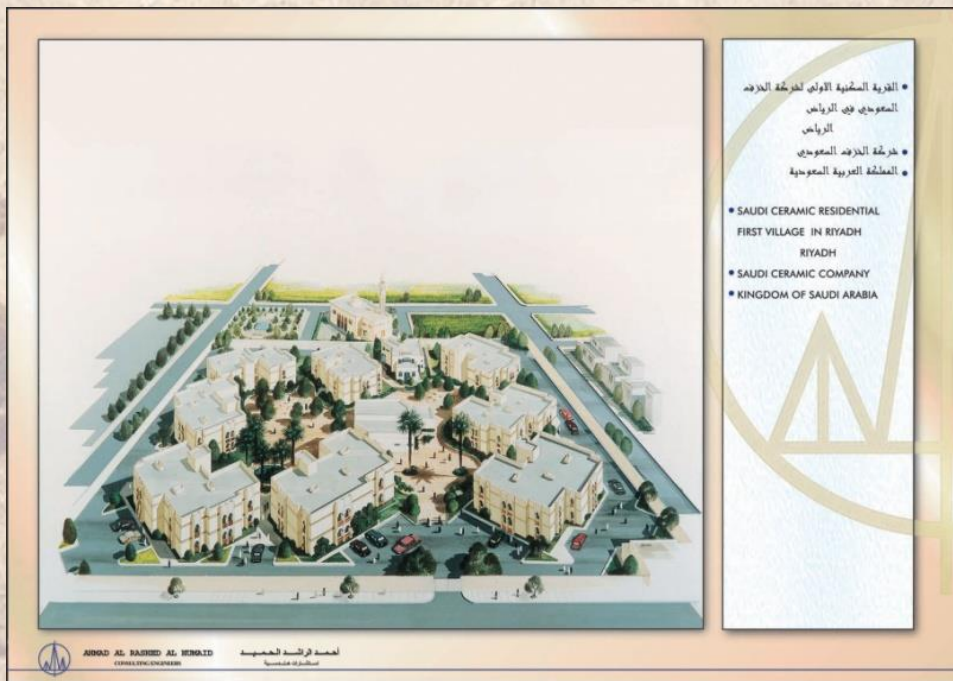 القرية السكنية الاولى لشركة الخزف
السعودي في الرياض
الرياض
شركة الخزف السعودي
المملكة العربية السعودية
SAUDI CERAMIC RESIDENTIAL
FIRST VILLAGE IN RIYADH
RIYADH
SAUDI CERAMIC COMPANY
KINGDOM OF SAUDI ARABIA
AHMAD AL RASHED AL HUMAID
CONSULTING ENGINEERS
أحمد الراشد الحميد
استشارات هندسية